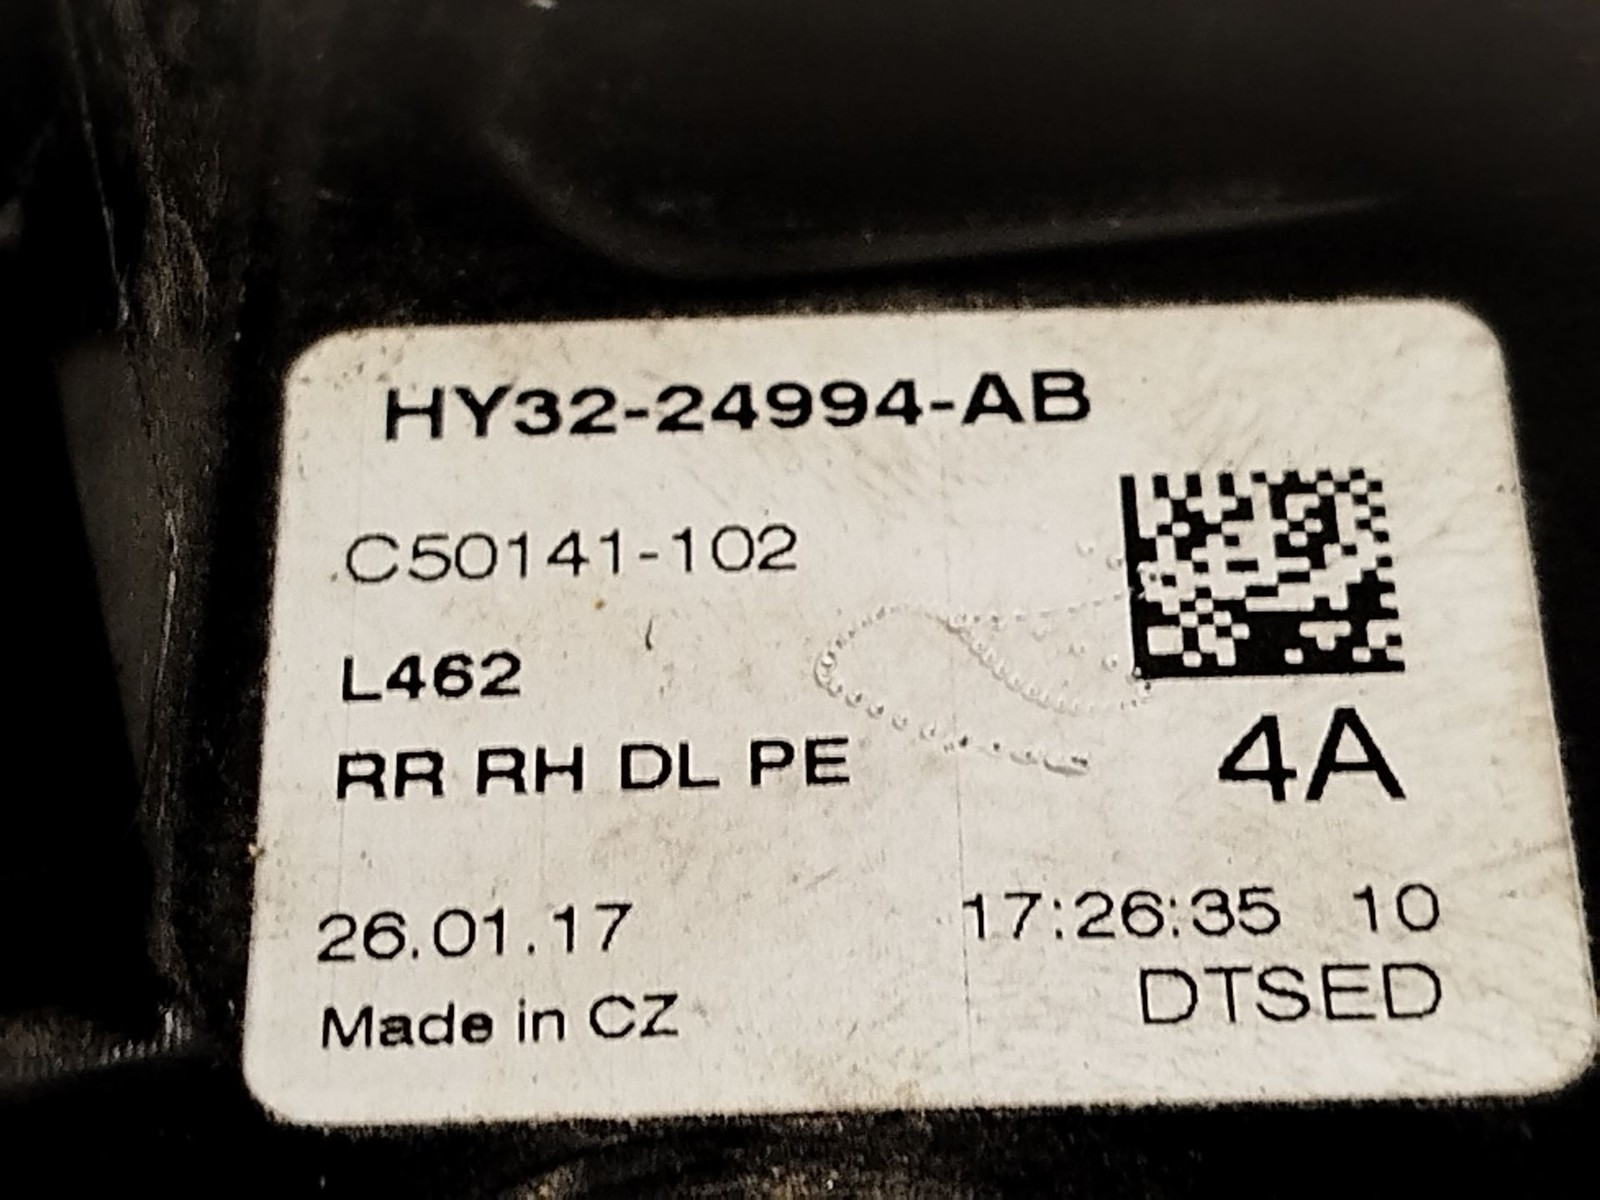 HY32-24994-AB
C50141-102
L462
RR RH DL PE
4A
26.01.17 17:26:35 10
Made in CZ DTSED